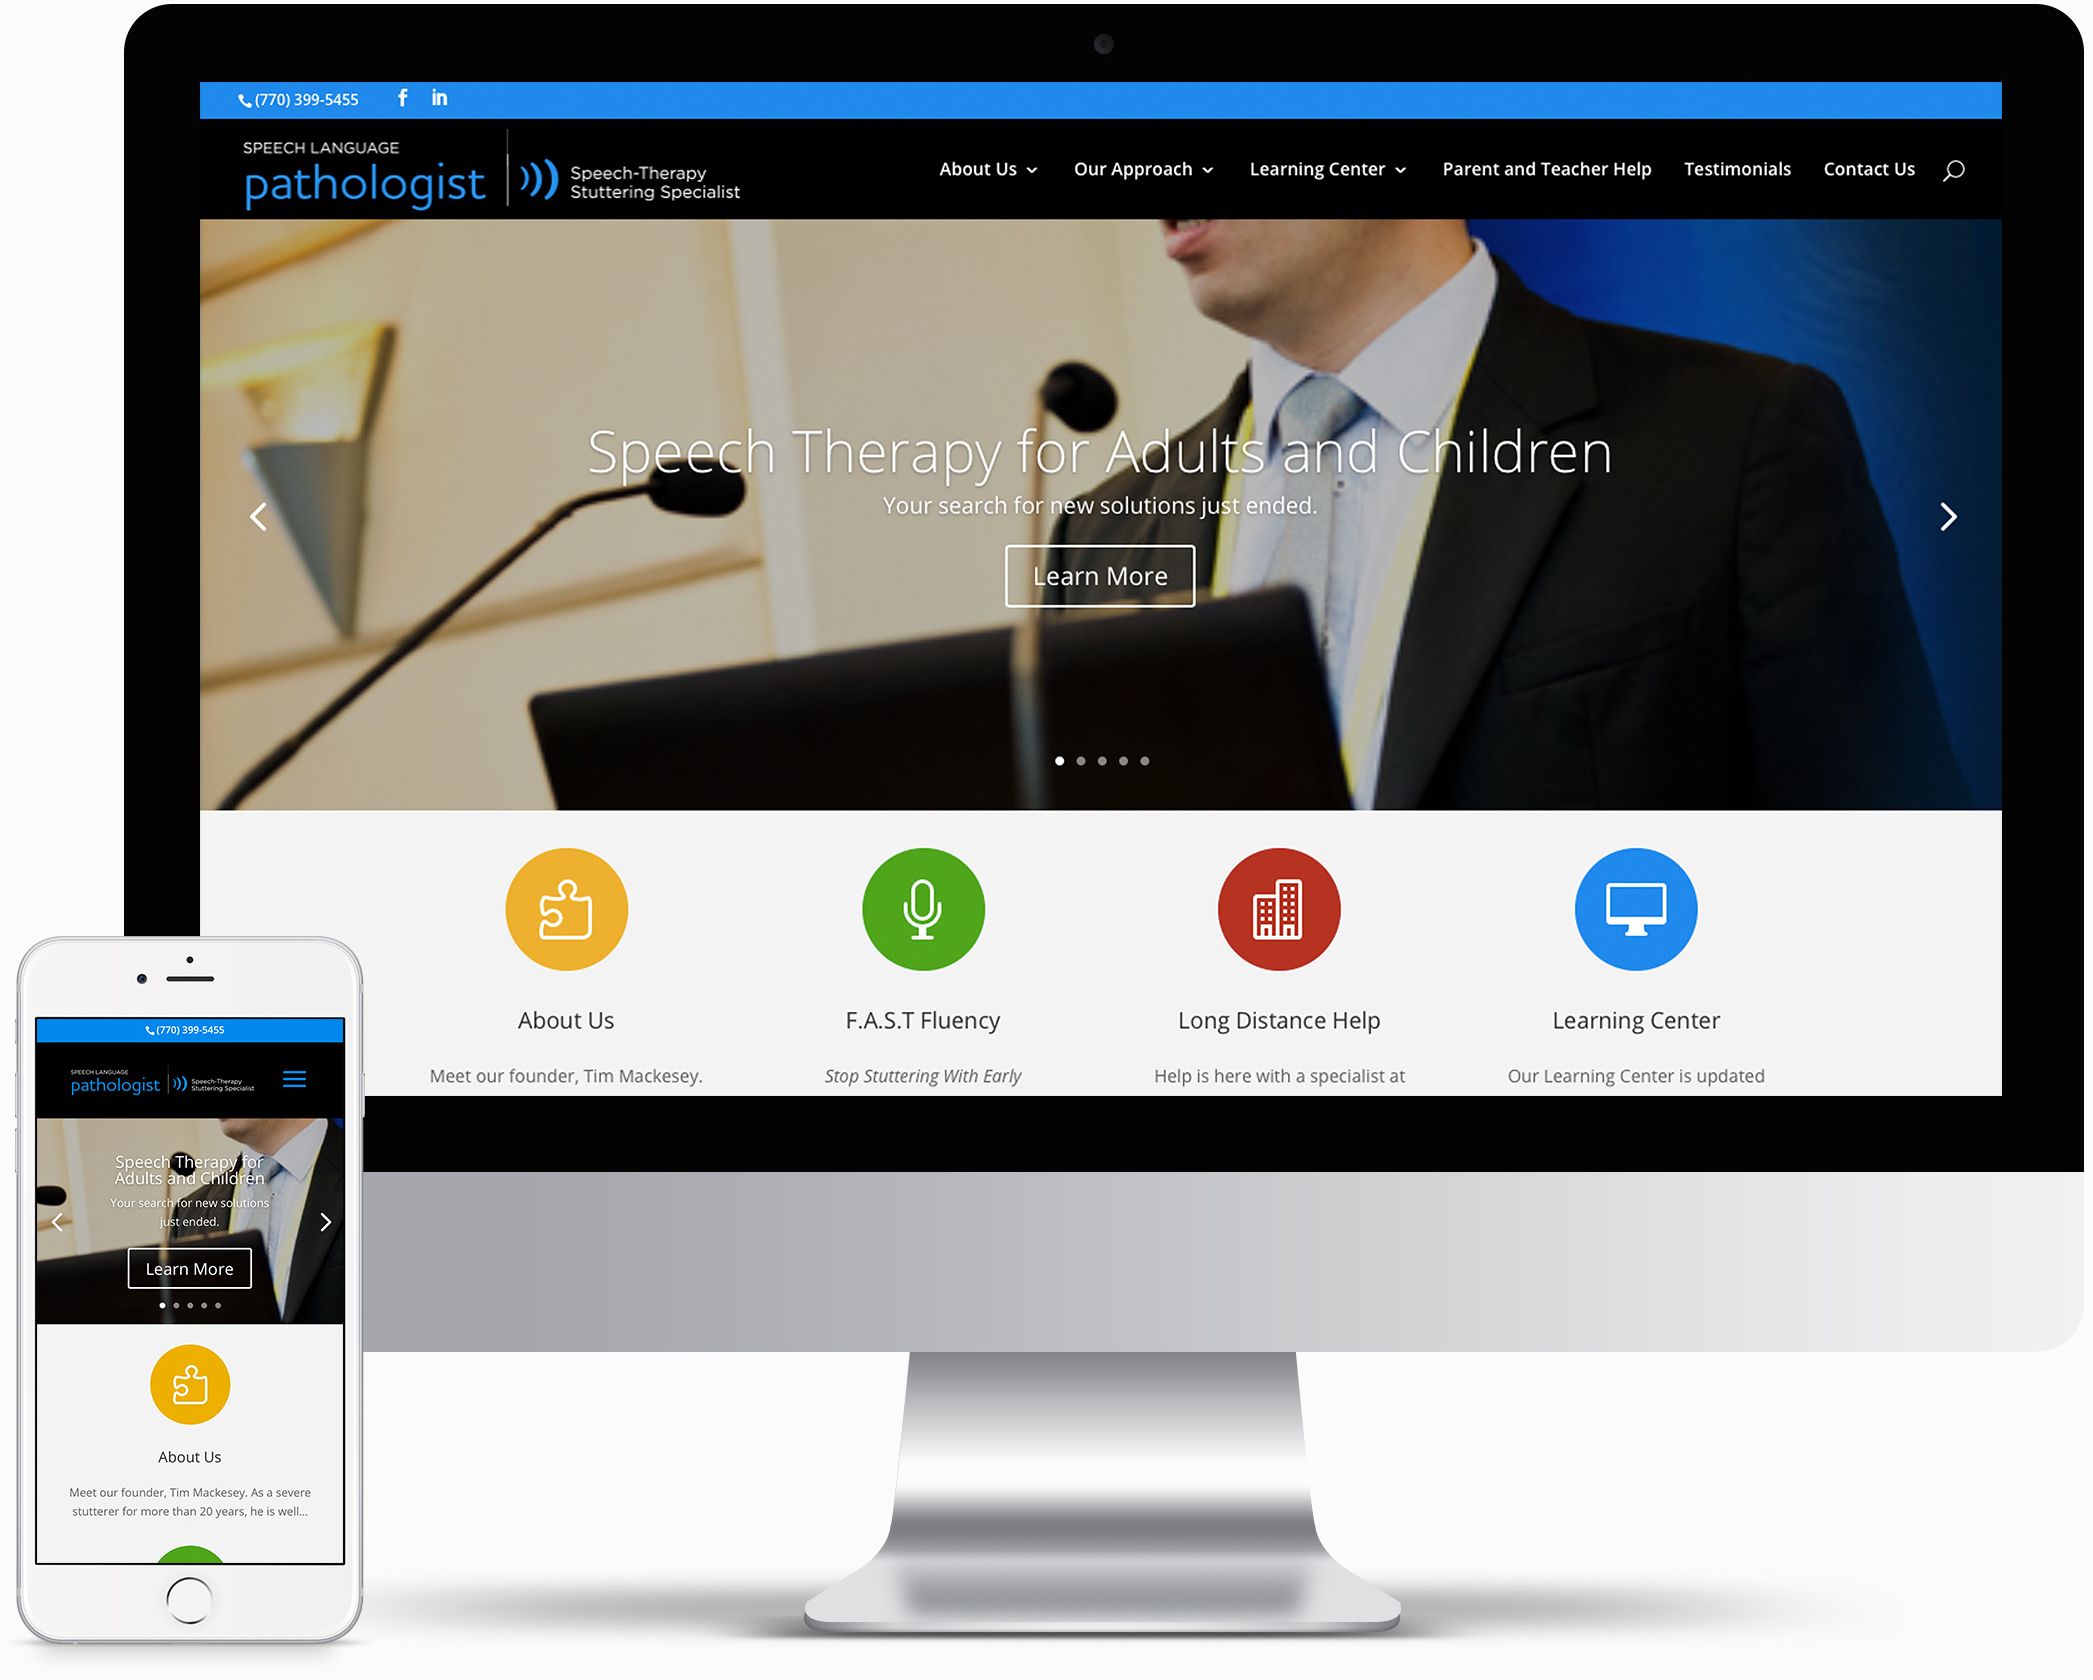 (770) 399-5455 f in
SPEECH LANGUAGE
pathologist
Speech-Therapy
Stuttering Specialist
About Us Our Approach Learning Center Parent and Teacher Help Testimonials Contact Us
Speech Therapy for Adults and Children
Your search for new solutions just ended.
Learn More
About Us
Meet our founder, Tim Mackesey.
F.A.S.T Fluency
Stop Stuttering With Early
Long Distance Help
Help is here with a specialist at
Learning Center
Our Learning Center is updated
(770) 399-5455
SPEECH LANGUAGE
pathologist
Speech-Therapy
Stuttering Specialist
Speech Therapy for
Adults and Children
Your search for new solutions
just ended.
Learn More
About Us
Meet our founder, Tim Mackesey. As a severe
stutterer for more than 20 years, he is well...